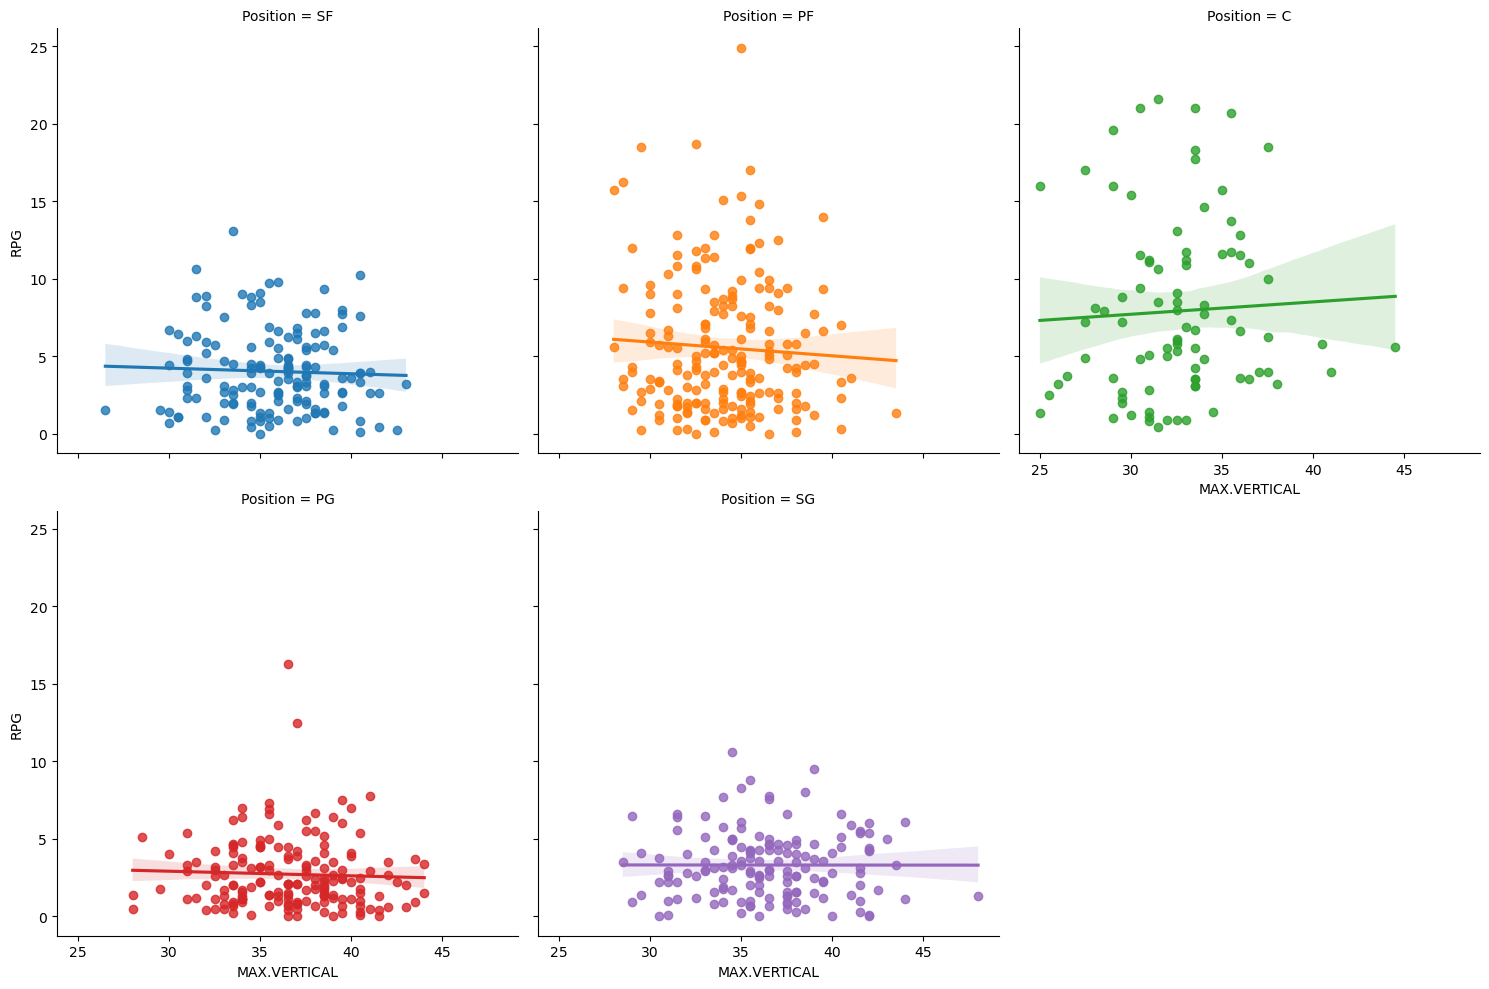 Position = SF
Position = PF
Position = C
25
20
15
10
5
0
RPG
25
30
35
40
45
MAX.VERTICAL
Position = PG
Position = SG
25
20
15
10
5
0
RPG
25
30
35
40
45
MAX.VERTICAL
25
30
35
40
45
MAX.VERTICAL